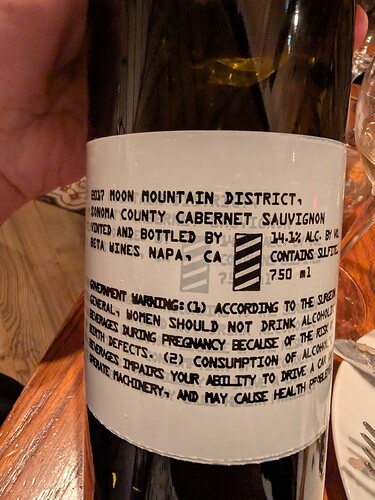 2017 MOON MOUNTAIN DISTRICT,
SONOMA COUNTY CABERNET SAUVIGNON
VINTED AND BOTTLED BY
BETA WINES, NAPA, CA
14.1% ALC. BY VOL
CONTAINS SULFITES
750 ml
GOVERNMENT WARNING: (1) ACCORDING TO THE SURGEON
GENERAL, WOMEN SHOULD NOT DRINK ALCOHOLIC
BEVERAGES DURING PREGNANCY BECAUSE OF THE RISK OF
BIRTH DEFECTS. (2) CONSUMPTION OF ALCOHOLIC
BEVERAGES IMPAIRS YOUR ABILITY TO DRIVE A CAR OR
OPERATE MACHINERY, AND MAY CAUSE HEALTH PROBLEMS